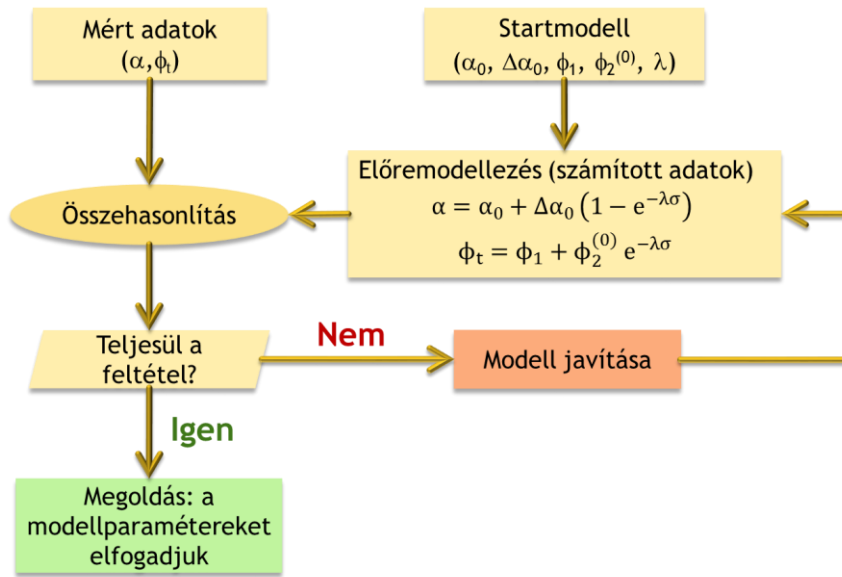 Mért adatok
(α,ϕₜ)
Startmodell
(α₀, Δα₀, ϕ₁, ϕ₂⁽⁰⁾, λ)
Előremodellezés (számított adatok)
α = α₀ + Δα₀ (1 − e^{−λσ})
ϕₜ = ϕ₁ + ϕ₂⁽⁰⁾ e^{−λσ}
Összehasonlítás
Teljesül a
feltétel?
Nem
Modell javítása
Igen
Megoldás: a
modellparamétereket
elfogadjuk